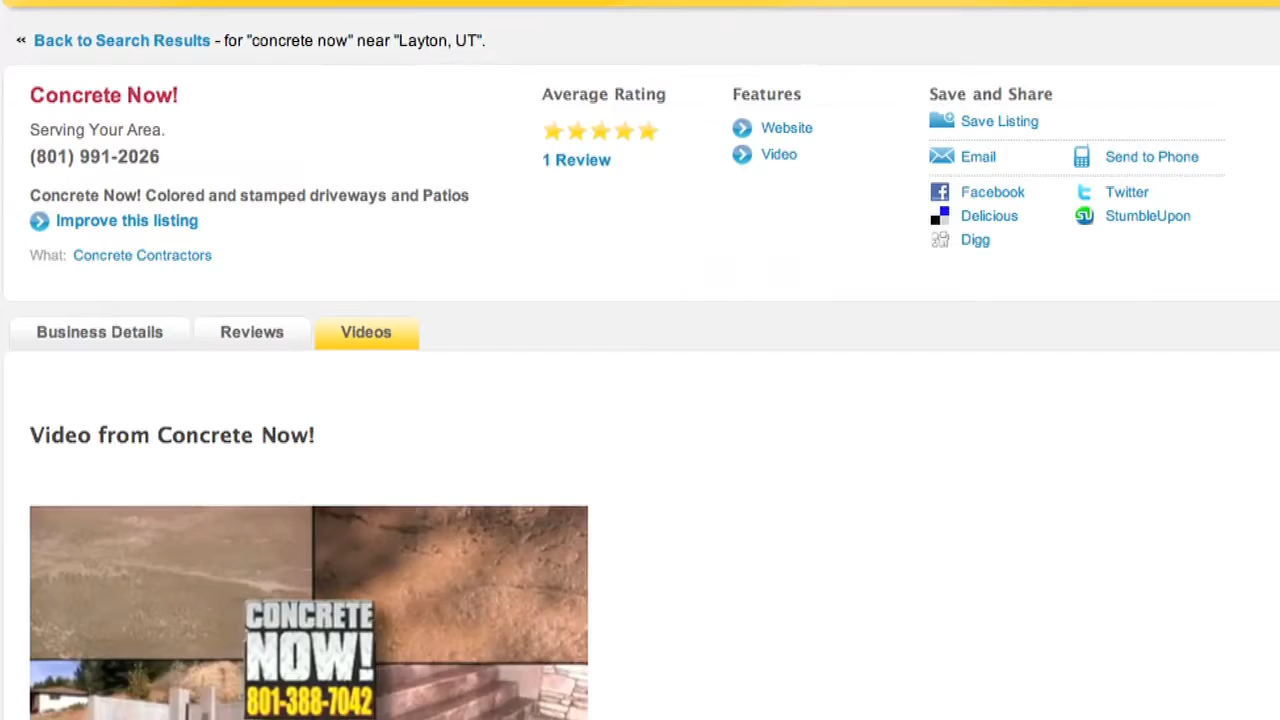 « Back to Search Results - for "concrete now" near "Layton, UT".
Concrete Now!
Serving Your Area.
(801) 991-2026
Concrete Now! Colored and stamped driveways and Patios
Improve this listing
What: Concrete Contractors
Average Rating
1 Review
Features
Website
Video
Save and Share
Save Listing
Email
Send to Phone
Facebook
Twitter
Delicious
StumbleUpon
Digg
Business Details
Reviews
Videos
Video from Concrete Now!
CONCRETE
NOW!
801-388-7042